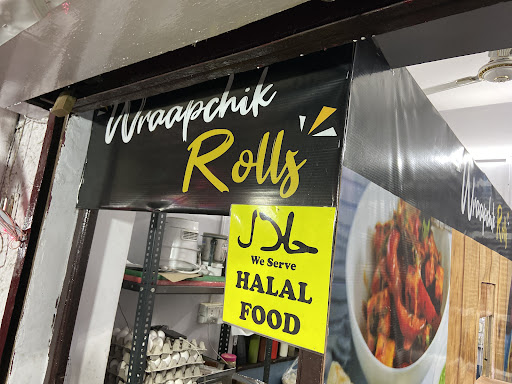 Wraapchik
Rolls
حلال
We Serve
HALAL
FOOD
Wraapchik Rolls